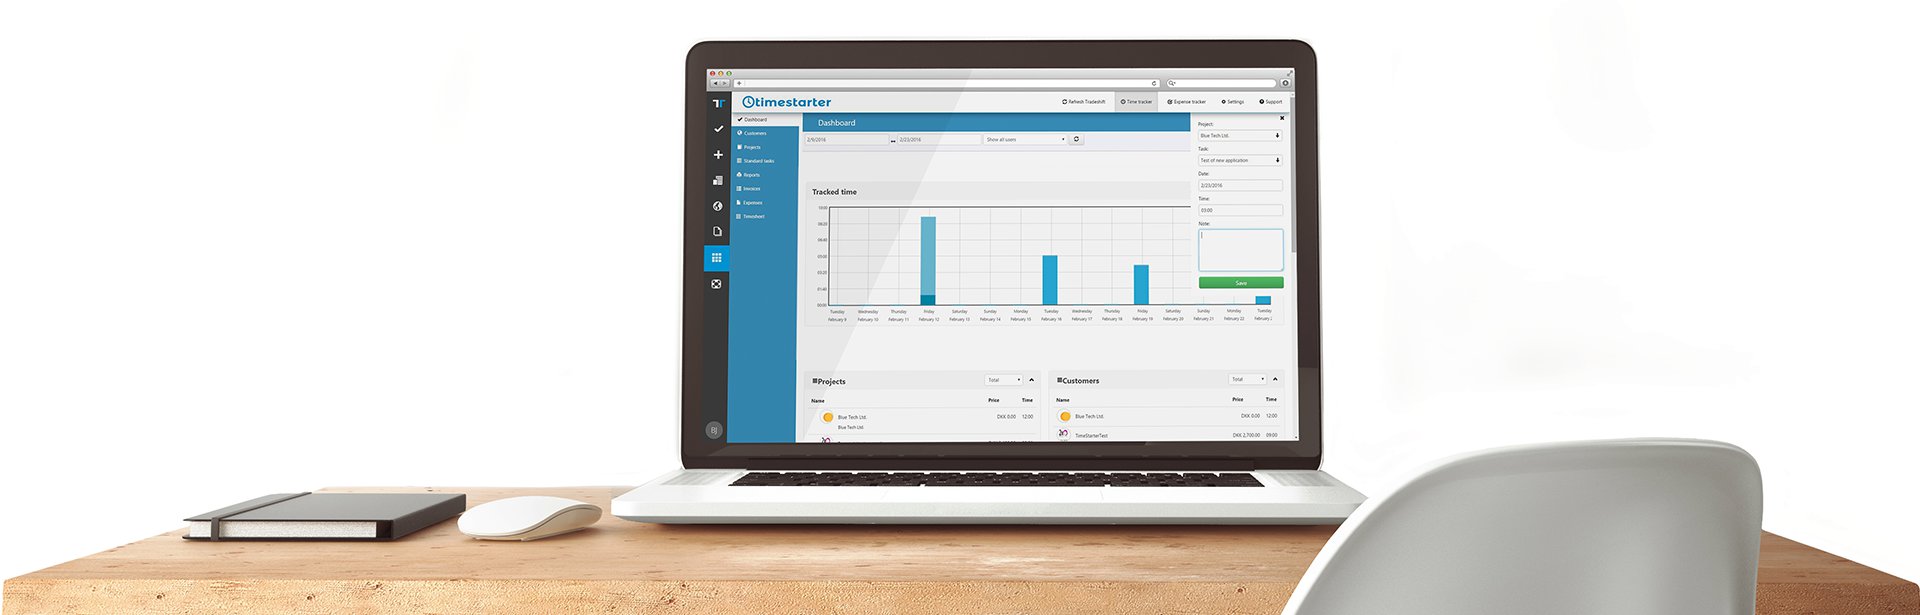 timestarter
Refresh Tradeshift
Time tracker
Expense tracker
Settings
Support
Dashboard
Customers
Projects
Standard tasks
Reports
Invoices
Expenses
Timesheet
Dashboard
2/9/2016
2/23/2016
Show all users
Project:
Blue Tech Ltd.
Task:
Test of new application
Date:
2/23/2016
Time:
03:00
Note:
Save
Tracked time
10:00
08:20
06:40
05:00
03:20
01:40
00:00
Tuesday Wednesday Thursday Friday Saturday Sunday Monday Tuesday Wednesday Thursday Friday Saturday Sunday Monday Tuesday
February 9 February 10 February 11 February 12 February 13 February 14 February 15 February 16 February 17 February 18 February 19 February 20 February 21 February 22 February 2
Projects
Total
Name Price Time
Blue Tech Ltd. DKK 0.00 12:00
Blue Tech Ltd.
Customers
Total
Name Price Time
Blue Tech Ltd. DKK 0.00 12:00
TimeStarterTest DKK 2,700.00 09:00
BJ